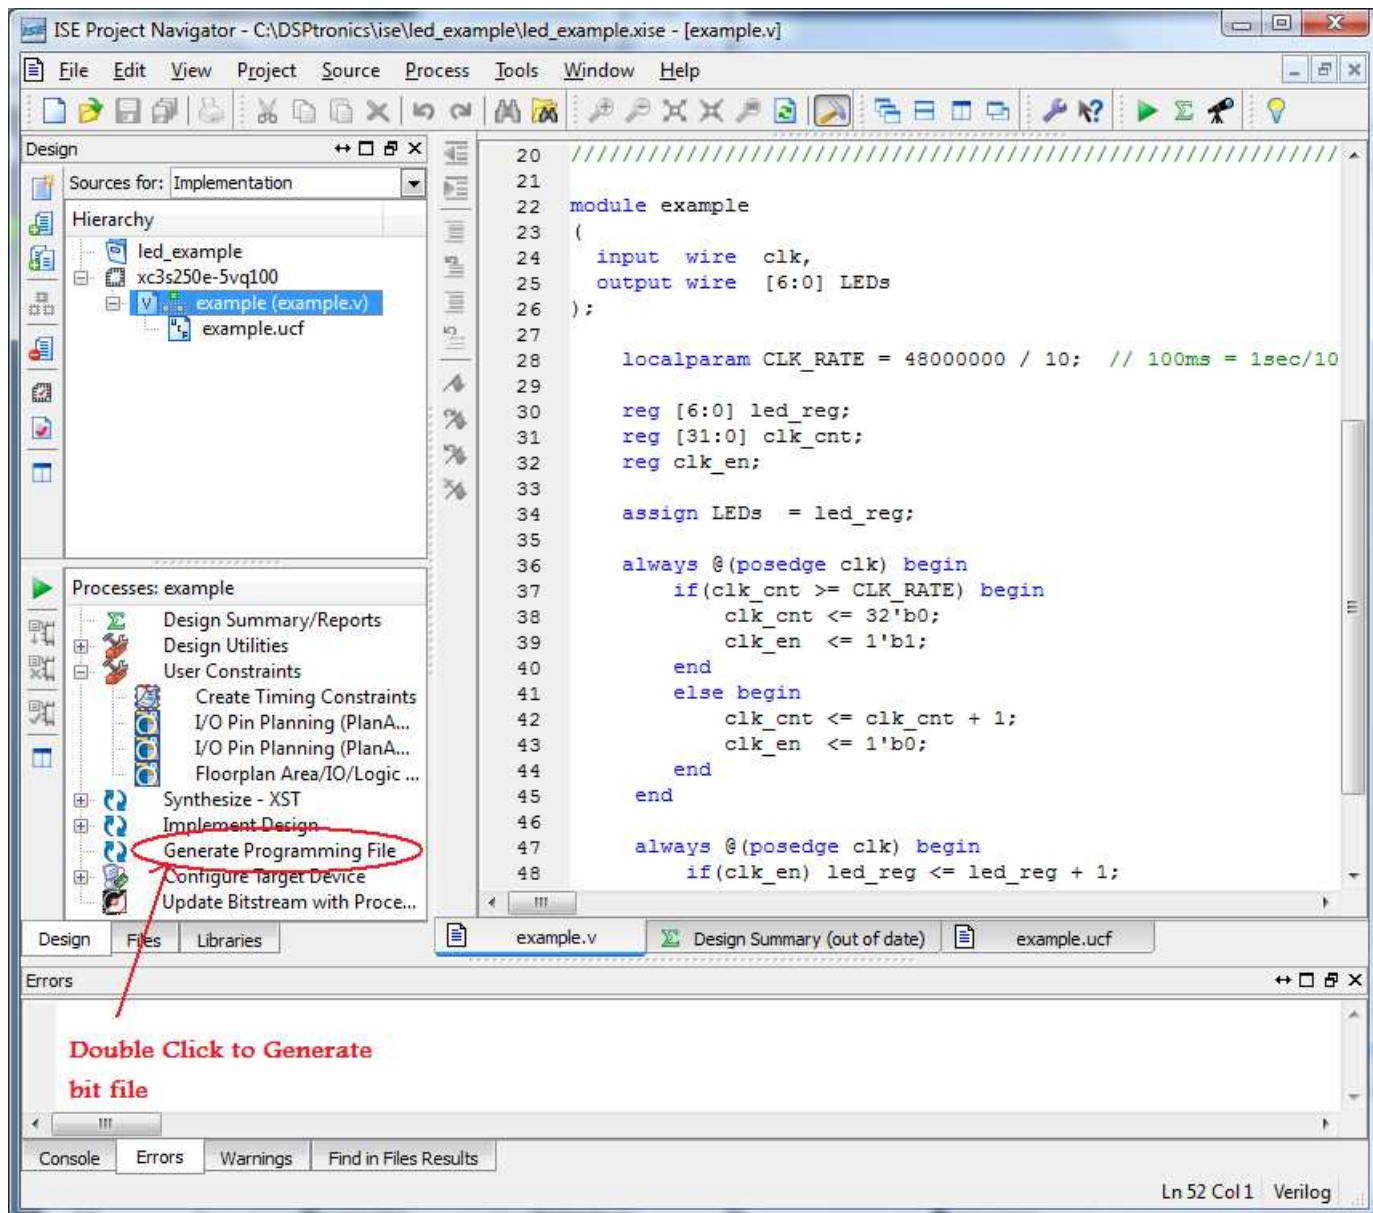 ISE Project Navigator - C:\DSPtronics\ise\led_example\led_example.xise - [example.v]
File Edit View Project Source Process Tools Window Help
Design
Sources for: Implementation
Hierarchy
led_example
xc3s250e-5vq100
example (example.v)
example.ucf
Processes: example
Design Summary/Reports
Design Utilities
User Constraints
Create Timing Constraints
I/O Pin Planning (PlanA...
I/O Pin Planning (PlanA...
Floorplan Area/IO/Logic ...
Synthesize - XST
Implement Design
Generate Programming File
Configure Target Device
Update Bitstream with Proce...
Design Files Libraries
20 ////////////////////////////////////////////////////////////
21
22 module example
23 (
24 input wire clk,
25 output wire [6:0] LEDs
26 );
27
28 localparam CLK_RATE = 48000000 / 10; // 100ms = 1sec/10
29
30 reg [6:0] led_reg;
31 reg [31:0] clk_cnt;
32 reg clk_en;
33
34 assign LEDs = led_reg;
35
36 always @(posedge clk) begin
37 if(clk_cnt >= CLK_RATE) begin
38 clk_cnt <= 32'b0;
39 clk_en <= 1'b1;
40 end
41 else begin
42 clk_cnt <= clk_cnt + 1;
43 clk_en <= 1'b0;
44 end
45 end
46
47 always @(posedge clk) begin
48 if(clk_en) led_reg <= led_reg + 1;
example.v Design Summary (out of date) example.ucf
Errors
Double Click to Generate
bit file
Console Errors Warnings Find in Files Results
Ln 52 Col 1 Verilog